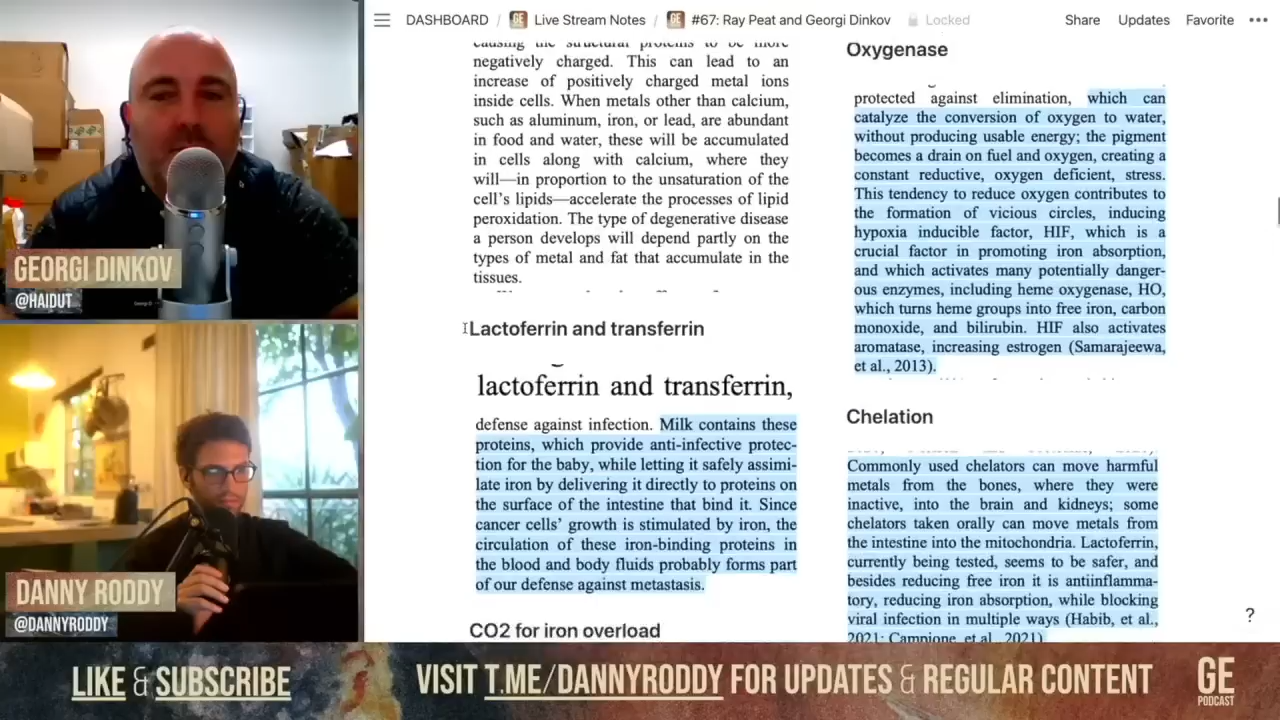 DASHBOARD / GE Live Stream Notes / GE #67: Ray Peat and Georgi Dinkov Locked Share Updates Favorite
causing the structural proteins to be more
negatively charged. This can lead to an
increase of positively charged metal ions
inside cells. When metals other than calcium,
such as aluminum, iron, or lead, are abundant
in food and water, these will be accumulated
in cells along with calcium, where they
will—in proportion to the unsaturation of the
cell's lipids—accelerate the processes of lipid
peroxidation. The type of degenerative disease
a person develops will depend partly on the
types of metal and fat that accumulate in the
tissues.
Lactoferrin and transferrin
lactoferrin and transferrin,
defense against infection. Milk contains these
proteins, which provide anti-infective protec-
tion for the baby, while letting it safely assimi-
late iron by delivering it directly to proteins on
the surface of the intestine that bind it. Since
cancer cells' growth is stimulated by iron, the
circulation of these iron-binding proteins in
the blood and body fluids probably forms part
of our defense against metastasis.
CO2 for iron overload
Oxygenase
protected against elimination, which can
catalyze the conversion of oxygen to water,
without producing usable energy; the pigment
becomes a drain on fuel and oxygen, creating a
constant reductive, oxygen deficient, stress.
This tendency to reduce oxygen contributes to
the formation of vicious circles, inducing
hypoxia inducible factor, HIF, which is a
crucial factor in promoting iron absorption,
and which activates many potentially danger-
ous enzymes, including heme oxygenase, HO,
which turns heme groups into free iron, carbon
monoxide, and bilirubin. HIF also activates
aromatase, increasing estrogen (Samarajeewa,
et al., 2013).
Chelation
Commonly used chelators can move harmful
metals from the bones, where they were
inactive, into the brain and kidneys; some
chelators taken orally can move metals from
the intestine into the mitochondria. Lactoferrin,
currently being tested, seems to be safer, and
besides reducing free iron it is antiinflamma-
tory, reducing iron absorption, while blocking
viral infection in multiple ways (Habib, et al.,
2021; Campione, et al., 2021)
?
GEORGI DINKOV
@HAIDUT
DANNY RODDY
@DANNYRODDY
LIKE & SUBSCRIBE
VISIT T.ME/DANNYRODDY FOR UPDATES & REGULAR CONTENT
GE
PODCAST